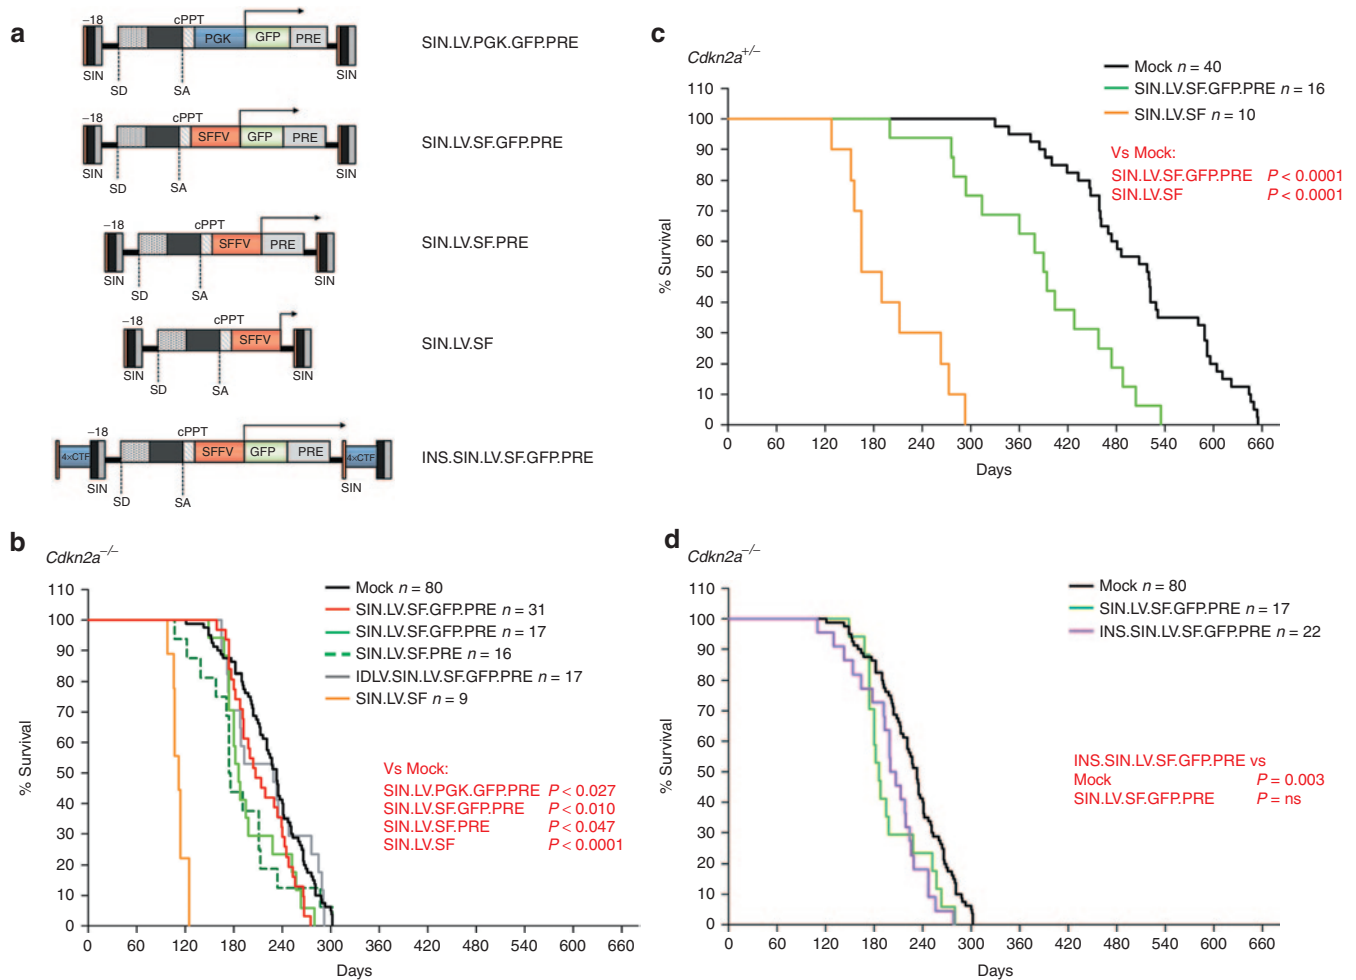 a
−18
cPPT
PGK
GFP
PRE
SIN
SD
SA
SIN
SIN.LV.PGK.GFP.PRE
−18
cPPT
SFFV
GFP
PRE
SIN
SD
SA
SIN
SIN.LV.SF.GFP.PRE
−18
cPPT
SFFV
PRE
SIN
SD
SA
SIN
SIN.LV.SF.PRE
−18
cPPT
SFFV
SIN
SD
SA
SIN
SIN.LV.SF
−18
cPPT
4×CTF
SFFV
GFP
PRE
4×CTF
SIN
SD
SA
SIN
INS.SIN.LV.SF.GFP.PRE
b
Cdkn2a−/−
110
100
90
80
70
60
50
40
30
20
10
0
% Survival
0 60 120 180 240 300 360 420 480 540 600 660
Days
Mock n = 80
SIN.LV.SF.GFP.PRE n = 31
SIN.LV.SF.GFP.PRE n = 17
SIN.LV.SF.PRE n = 16
IDLV.SIN.LV.SF.GFP.PRE n = 17
SIN.LV.SF n = 9
Vs Mock:
SIN.LV.PGK.GFP.PRE P < 0.027
SIN.LV.SF.GFP.PRE P < 0.010
SIN.LV.SF.PRE P < 0.047
SIN.LV.SF P < 0.0001
c
Cdkn2a+/−
110
100
90
80
70
60
50
40
30
20
10
0
% Survival
0 60 120 180 240 300 360 420 480 540 600 660
Days
Mock n = 40
SIN.LV.SF.GFP.PRE n = 16
SIN.LV.SF n = 10
Vs Mock:
SIN.LV.SF.GFP.PRE P < 0.0001
SIN.LV.SF P < 0.0001
d
Cdkn2a−/−
110
100
90
80
70
60
50
40
30
20
10
0
% Survival
0 60 120 180 240 300 360 420 480 540 600 660
Days
Mock n = 80
SIN.LV.SF.GFP.PRE n = 17
INS.SIN.LV.SF.GFP.PRE n = 22
INS.SIN.LV.SF.GFP.PRE vs
Mock P = 0.003
SIN.LV.SF.GFP.PRE P = ns